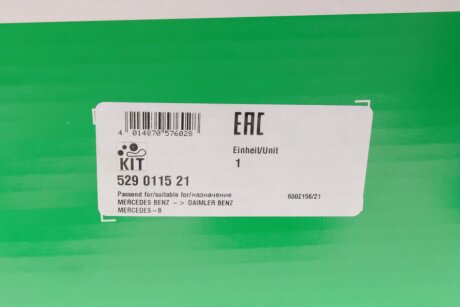 4 014870 576028
EAC
KIT
Einheit/Unit
1
529 0115 21
Passend für/suitable for/назначение
6002156/21
MERCEDES BENZ -> DAIMLER BENZ
MERCEDES-B